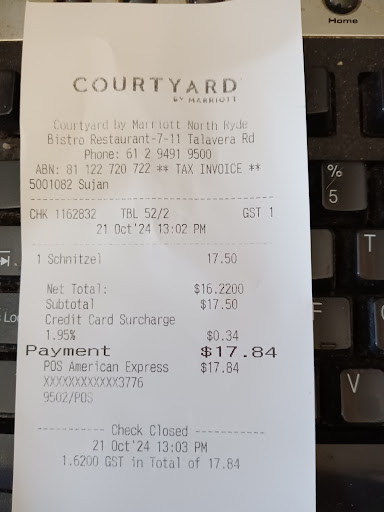 Home
COURTYARD
BY MARRIOTT
Courtyard by Marriott North Ryde
Bistro Restaurant-7-11 Talavera Rd
Phone: 61 2 9491 9500
ABN: 81 122 720 722 ** TAX INVOICE **
5001082 Sujan
CHK 1162832 TBL 52/2 GST 1
21 Oct'24 13:02 PM
1 Schnitzel 17.50
Net Total: $16.2200
Subtotal $17.50
Credit Card Surcharge
1.95% $0.34
Payment $17.84
POS American Express $17.84
XXXXXXXXXXXX3776
9502/POS
Check Closed
21 Oct'24 13:03 PM
1.6200 GST in Total of 17.84
%
5
T
F
V